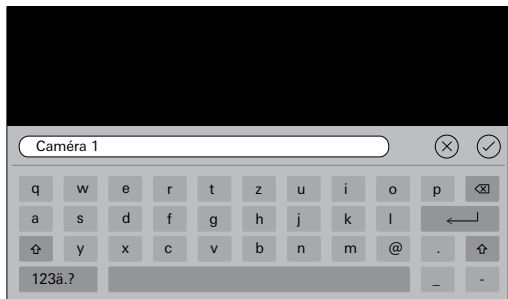 Caméra 1
q w e r t z u i o p
a s d f g h j k l
y x c v b n m @ .
123ä.? _ -